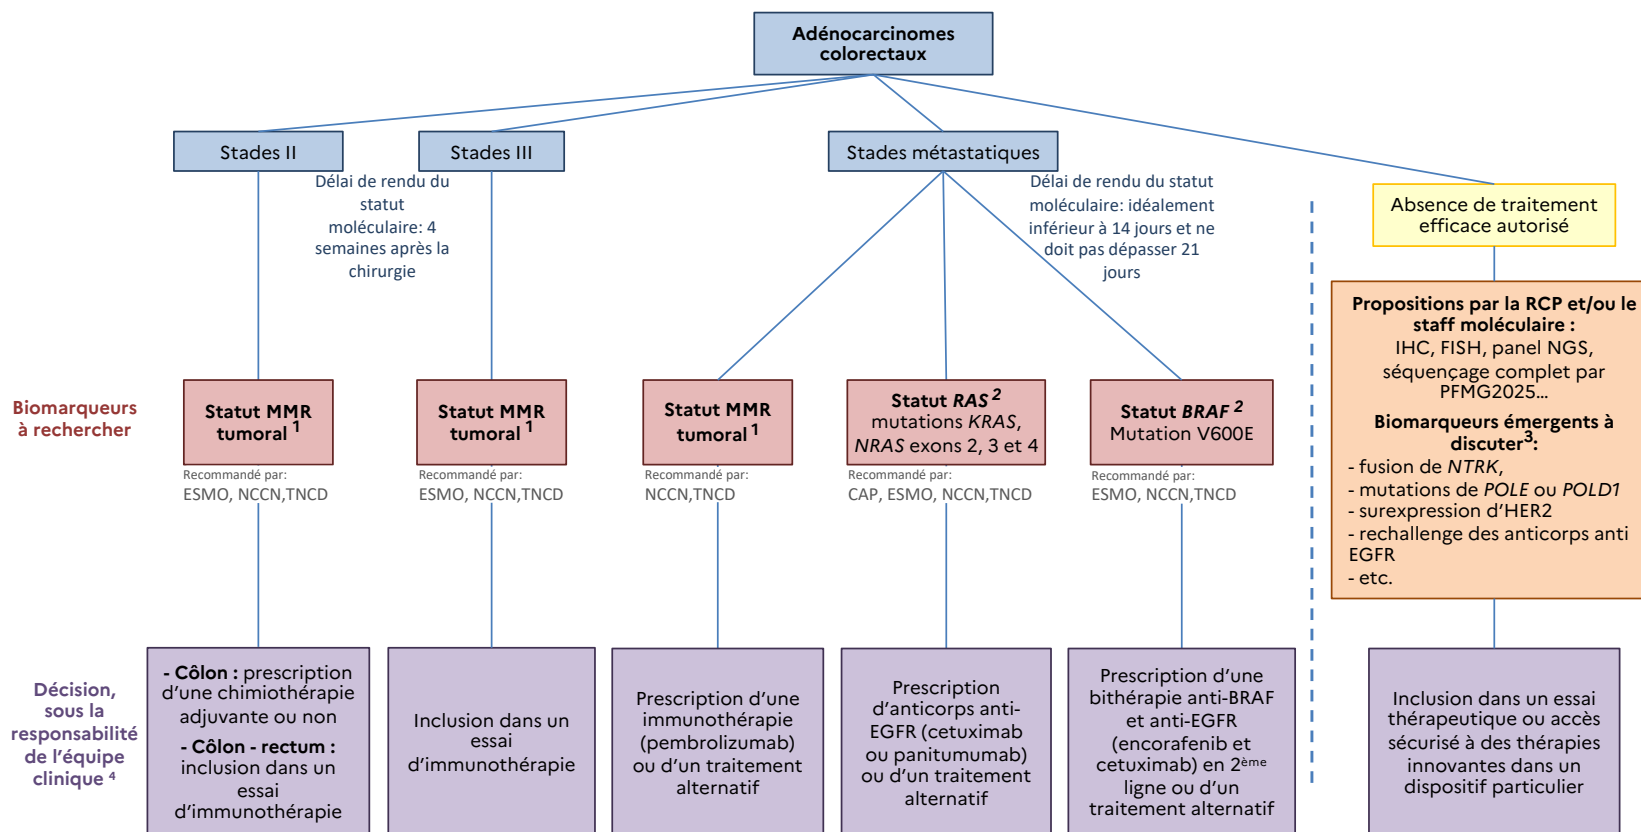 Adénocarcinomes
colorectaux
Stades II
Stades III
Stades métastatiques
Délai de rendu du
statut
moléculaire: 4
semaines après la
chirurgie
Délai de rendu du statut
moléculaire: idéalement
inférieur à 14 jours et ne
doit pas dépasser 21
jours
Absence de traitement
efficace autorisé
Propositions par la RCP et/ou le
staff moléculaire :
IHC, FISH, panel NGS,
séquençage complet par
PFMG2025…
Biomarqueurs émergents à
discuter3:
- fusion de NTRK,
- mutations de POLE ou POLD1
- surexpression d’HER2
- rechallenge des anticorps anti
EGFR
- etc.
Biomarqueurs
à rechercher
Statut MMR
tumoral 1
Recommandé par:
ESMO, NCCN,TNCD
Statut MMR
tumoral 1
Recommandé par:
ESMO, NCCN,TNCD
Statut MMR
tumoral 1
Recommandé par:
NCCN,TNCD
Statut RAS 2
mutations KRAS,
NRAS exons 2, 3 et 4
Recommandé par:
CAP, ESMO, NCCN,TNCD
Statut BRAF 2
Mutation V600E
Recommandé par:
ESMO, NCCN,TNCD
Décision,
sous la
responsabilité
de l’équipe
clinique 4
- Côlon : prescription
d’une chimiothérapie
adjuvante ou non
- Côlon - rectum :
inclusion dans un
essai
d’immunothérapie
Inclusion dans un
essai
d’immunothérapie
Prescription d’une
immunothérapie
(pembrolizumab)
ou d’un traitement
alternatif
Prescription
d’anticorps anti-
EGFR (cetuximab
ou panitumumab)
ou d’un traitement
alternatif
Prescription d’une
bithérapie anti-BRAF
et anti-EGFR
(encorafenib et
cetuximab) en 2ème
ligne ou d’un
traitement alternatif
Inclusion dans un essai
thérapeutique ou accès
sécurisé à des thérapies
innovantes dans un
dispositif particulier